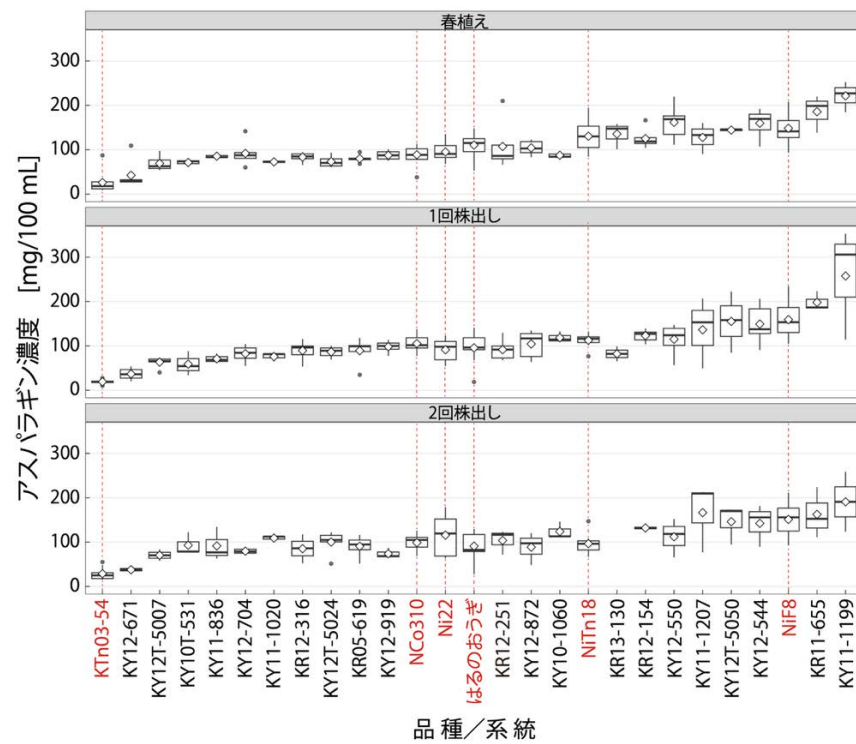 春植え
300
200
100
0
1回株出し
300
200
100
0
2回株出し
300
200
100
0
アスパラギン濃度 [mg/100 mL]
KTn03-54
KY12-671
KY12T-5007
KY10T-531
KY11-836
KY12-704
KY11-1020
KR12-316
KY12T-5024
KR05-619
KY12-919
NCo310
Ni22
はるのおうぎ
KR12-251
KY12-872
KY10-1060
NiTn18
KR13-130
KR12-154
KY12-550
KY11-1207
KY12T-5050
KY12-544
NiF8
KR11-655
KY11-1199
品種／系統